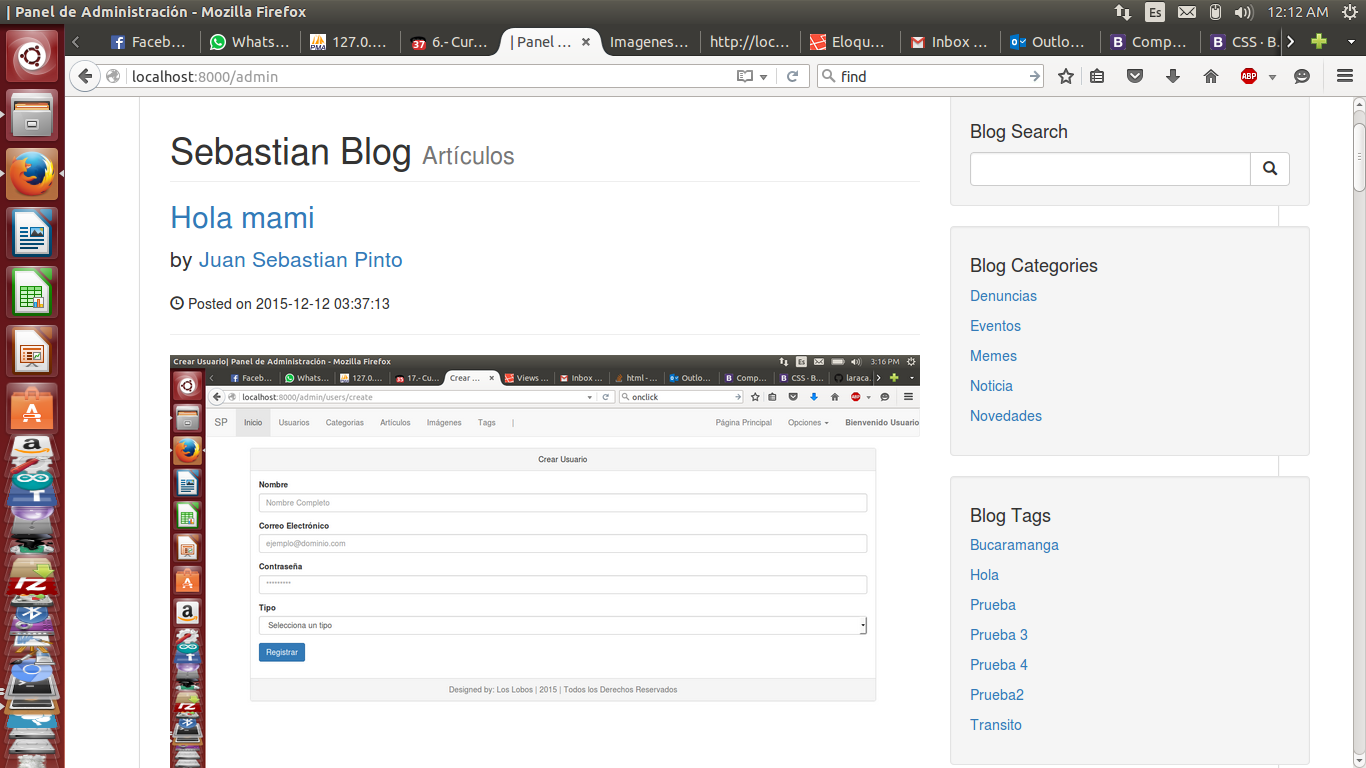 | Panel de Administración - Mozilla Firefox
Es
12:12 AM
Faceb…
Whats…
PMA
127.0.…
37
6.- Cur…
| Panel …
Imagenes…
http://loc…
Eloqu…
Inbox …
Outlo…
B
Comp…
B
CSS · B…
localhost:8000/admin
find
ABP
Sebastian Blog Artículos
Hola mami
by Juan Sebastian Pinto
Posted on 2015-12-12 03:37:13
Crear Usuario| Panel de Administración - Mozilla Firefox
Es
3:16 PM
Faceb…
Whats…
127.0.…
37
17.- Cu…
Crear …
Views …
Inbox …
html - …
Outlo…
B
Comp…
B
CSS · B…
laraca…
localhost:8000/admin/users/create
onclick
SP
Inicio
Usuarios
Categorias
Artículos
Imágenes
Tags
|
Página Principal
Opciones
Bienvenido Usuario
Crear Usuario
Nombre
Nombre Completo
Correo Electrónico
ejemplo@dominio.com
Contraseña
*********
Tipo
Selecciona un tipo
Registrar
Designed by: Los Lobos | 2015 | Todos los Derechos Reservados
Blog Search
Blog Categories
Denuncias
Eventos
Memes
Noticia
Novedades
Blog Tags
Bucaramanga
Hola
Prueba
Prueba 3
Prueba 4
Prueba2
Transito